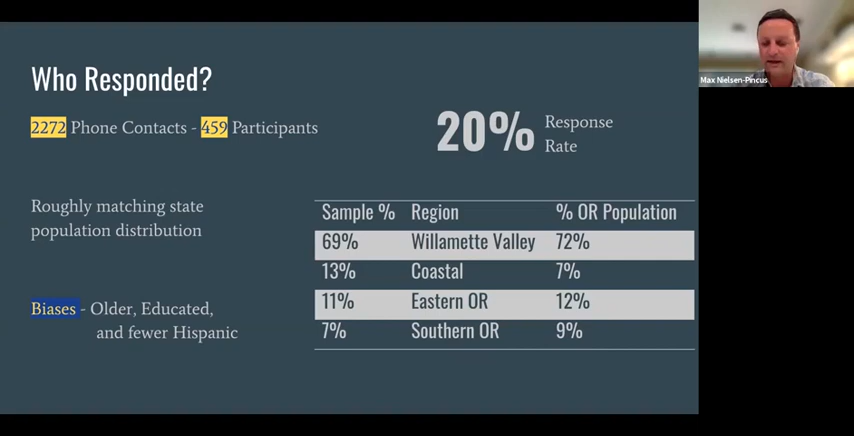 Who Responded?
2272 Phone Contacts - 459 Participants
20% Response
Rate
Roughly matching state
population distribution
Biases - Older, Educated,
and fewer Hispanic
Sample % Region % OR Population
69% Willamette Valley 72%
13% Coastal 7%
11% Eastern OR 12%
7% Southern OR 9%
Max Nielsen-Pincus